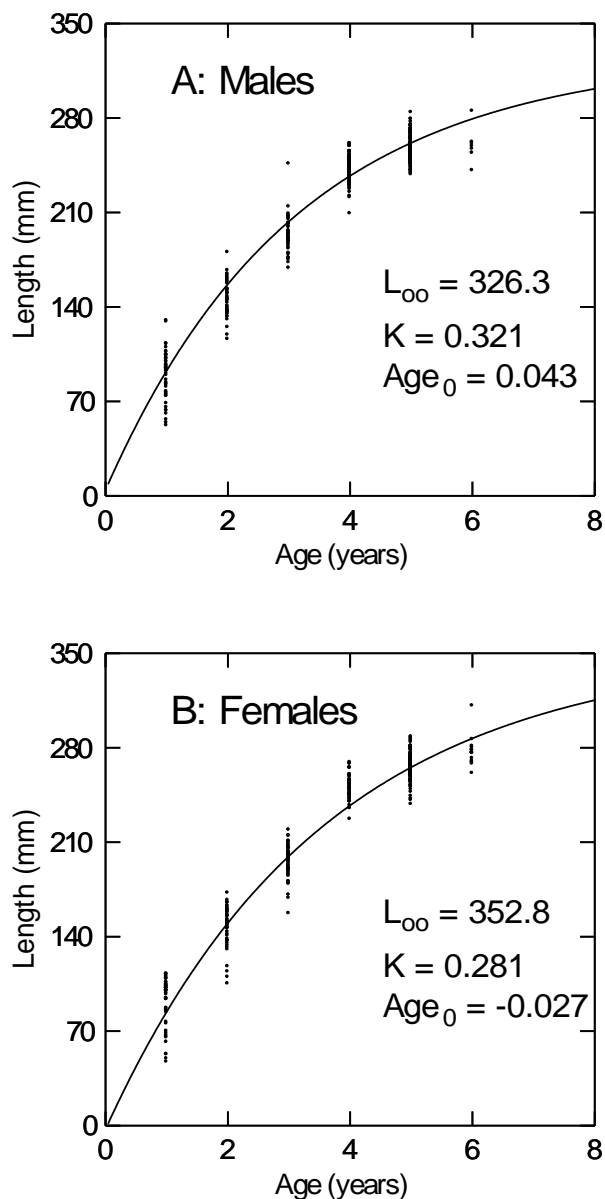 350
A: Males
280
210
Length (mm)
L∞ = 326.3
140
K = 0.321
Age₀ = 0.043
70
0
0 2 4 6 8
Age (years)
350
B: Females
280
210
Length (mm)
L∞ = 352.8
140
K = 0.281
Age₀ = -0.027
70
0
0 2 4 6 8
Age (years)